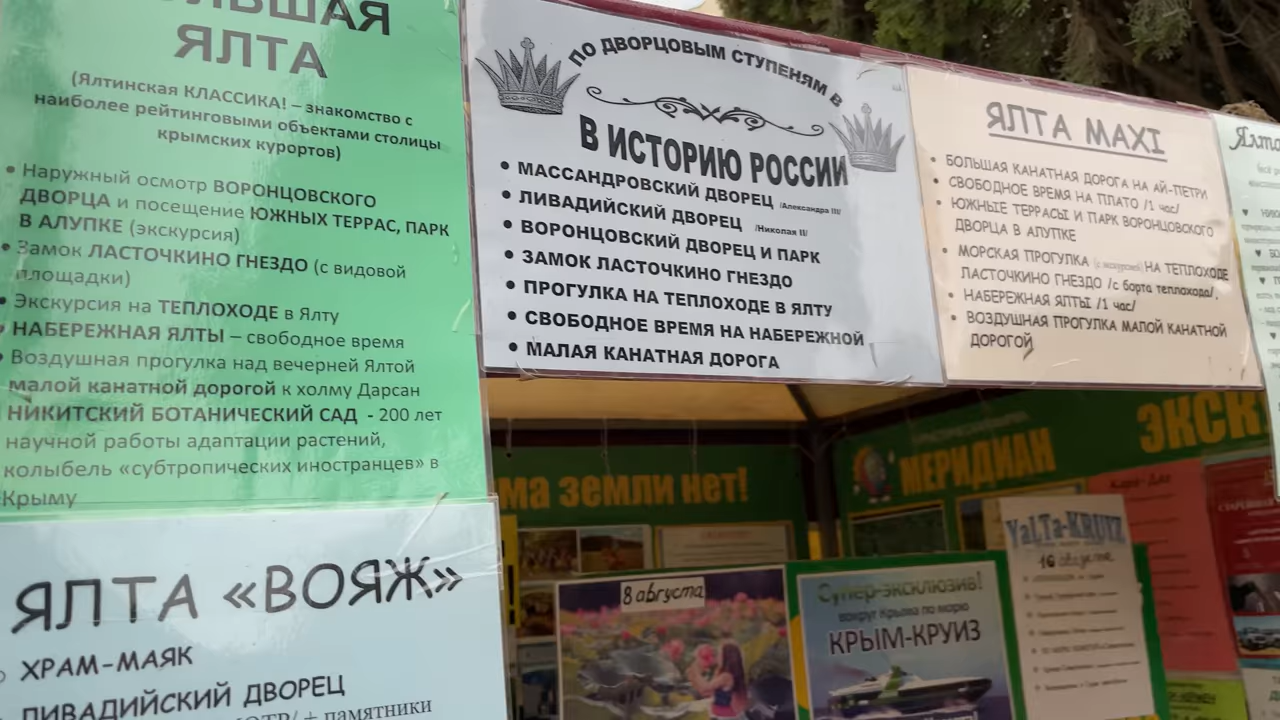 БОЛЬШАЯ
ЯЛТА
(Ялтинская КЛАССИКА! – знакомство с
наиболее рейтинговыми объектами столицы
крымских курортов)
• Наружный осмотр ВОРОНЦОВСКОГО
ДВОРЦА и посещение ЮЖНЫХ ТЕРРАС, ПАРК
В АЛУПКЕ (экскурсия)
• Замок ЛАСТОЧКИНО ГНЕЗДО (с видовой
площадки)
• Экскурсия на ТЕПЛОХОДЕ в Ялту
• НАБЕРЕЖНАЯ ЯЛТЫ – свободное время
• Воздушная прогулка над вечерней Ялтой
малой канатной дорогой к холму Дарсан
НИКИТСКИЙ БОТАНИЧЕСКИЙ САД - 200 лет
научной работы адаптации растений,
колыбель «субтропических иностранцев» в
Крыму
ЯЛТА «ВОЯЖ»
ХРАМ-МАЯК
ЛИВАДИЙСКИЙ ДВОРЕЦ
+ памятники
ПО ДВОРЦОВЫМ СТУПЕНЯМ В
В ИСТОРИЮ РОССИИ
• МАССАНДРОВСКИЙ ДВОРЕЦ /Александра III/
• ЛИВАДИЙСКИЙ ДВОРЕЦ /Николая II/
• ВОРОНЦОВСКИЙ ДВОРЕЦ И ПАРК
• ЗАМОК ЛАСТОЧКИНО ГНЕЗДО
• ПРОГУЛКА НА ТЕПЛОХОДЕ В ЯЛТУ
• СВОБОДНОЕ ВРЕМЯ НА НАБЕРЕЖНОЙ
• МАЛАЯ КАНАТНАЯ ДОРОГА
ЯЛТА MAXI
• БОЛЬШАЯ КАНАТНАЯ ДОРОГА НА АЙ-ПЕТРИ
• СВОБОДНОЕ ВРЕМЯ НА ПЛАТО /1 час/
• ЮЖНЫЕ ТЕРРАСЫ И ПАРК ВОРОНЦОВСКОГО
ДВОРЦА В АЛУПКЕ
• МОРСКАЯ ПРОГУЛКА НА ТЕПЛОХОДЕ
ЛАСТОЧКИНО ГНЕЗДО /с борта теплохода/,
• НАБЕРЕЖНАЯ ЯЛТЫ /1 час/
• ВОЗДУШНАЯ ПРОГУЛКА МАЛОЙ КАНАТНОЙ
ДОРОГОЙ
ма земли нет!
МЕРИДИАН
ЭКСК
8 августа
Супер-эксклюзив!
вокруг Крыма по морю
КРЫМ-КРУИЗ
YaLTa-KRUIZ
16
Кара-Даг